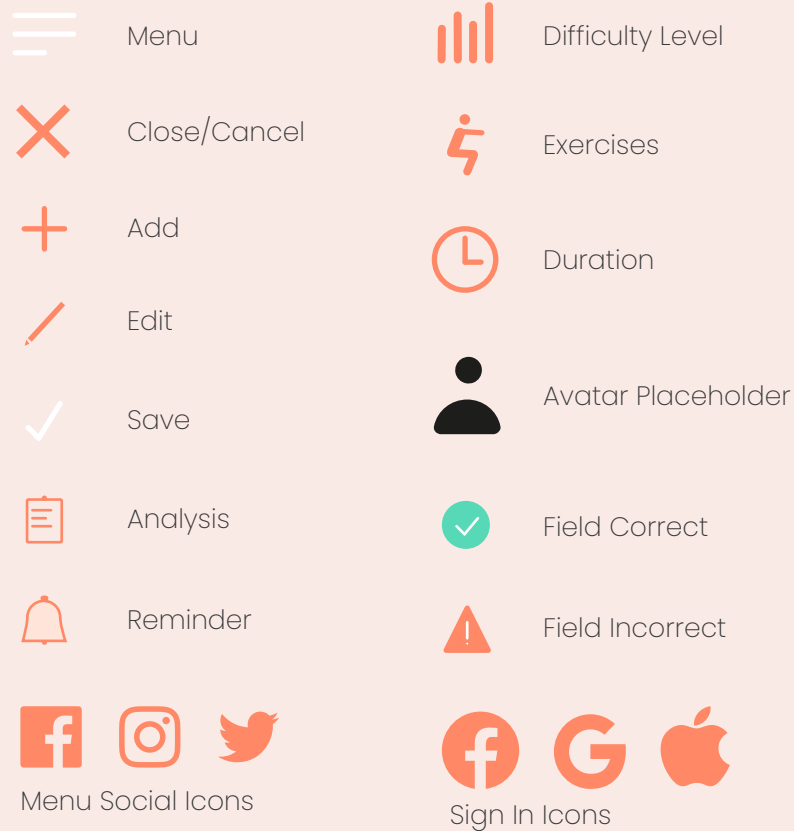 Menu
Close/Cancel
Add
Edit
Save
Analysis
Reminder
Menu Social Icons
Difficulty Level
Exercises
Duration
Avatar Placeholder
Field Correct
Field Incorrect
Sign In Icons